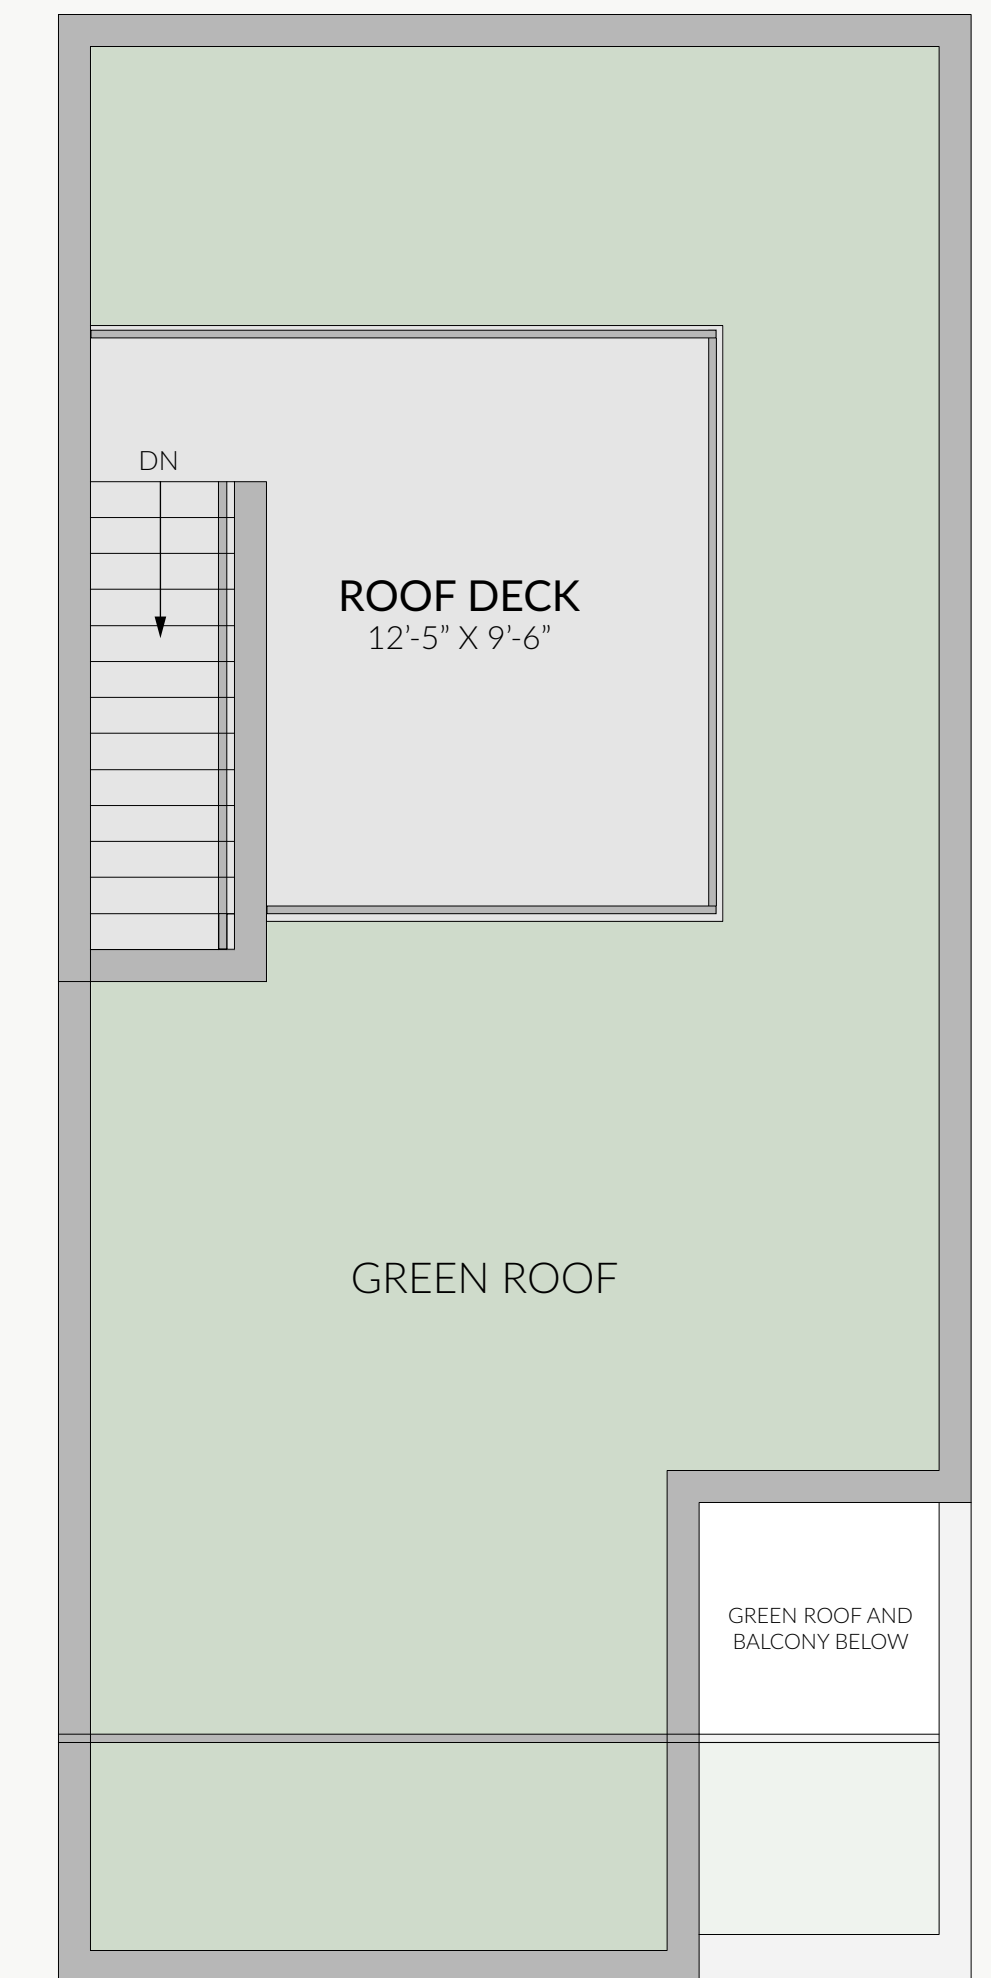 DN
ROOF DECK
12’-5” X 9’-6”
GREEN ROOF
GREEN ROOF AND
BALCONY BELOW